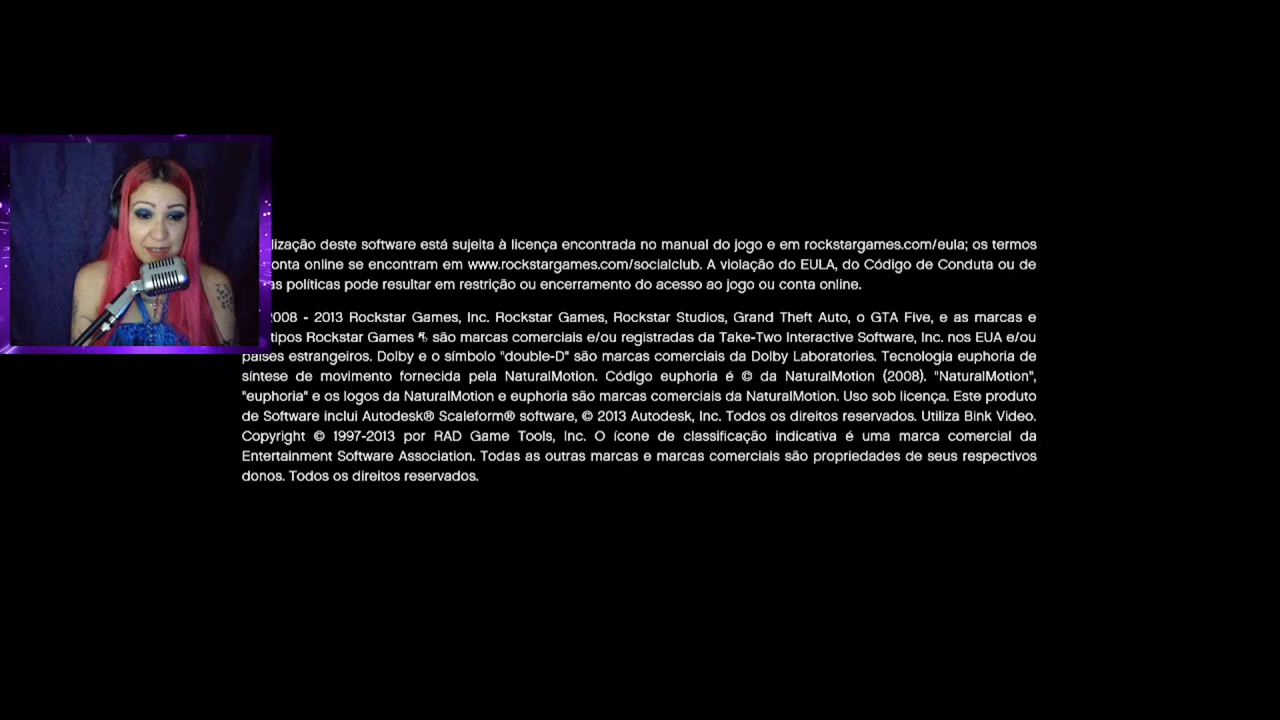 deste software está sujeita à licença encontrada no manual do jogo e em rockstargames.com/eula; os termos
online se encontram em www.rockstargames.com/socialclub. A violação do EULA, do Código de Conduta ou de
políticas pode resultar em restrição ou encerramento do acesso ao jogo ou conta online.
2008 - 2013 Rockstar Games, Inc. Rockstar Games, Rockstar Studios, Grand Theft Auto, o GTA Five, e as marcas e
Rockstar Games R* são marcas comerciais e/ou registradas da Take-Two Interactive Software, Inc. nos EUA e/ou
países estrangeiros. Dolby e o símbolo "double-D" são marcas comerciais da Dolby Laboratories. Tecnologia euphoria de
síntese de movimento fornecida pela NaturalMotion. Código euphoria é © da NaturalMotion (2008). "NaturalMotion",
"euphoria" e os logos da NaturalMotion e euphoria são marcas comerciais da NaturalMotion. Uso sob licença. Este produto
de Software inclui Autodesk® Scaleform® software, © 2013 Autodesk, Inc. Todos os direitos reservados. Utiliza Bink Video.
Copyright © 1997-2013 por RAD Game Tools, Inc. O ícone de classificação indicativa é uma marca comercial da
Entertainment Software Association. Todas as outras marcas e marcas comerciais são propriedades de seus respectivos
donos. Todos os direitos reservados.